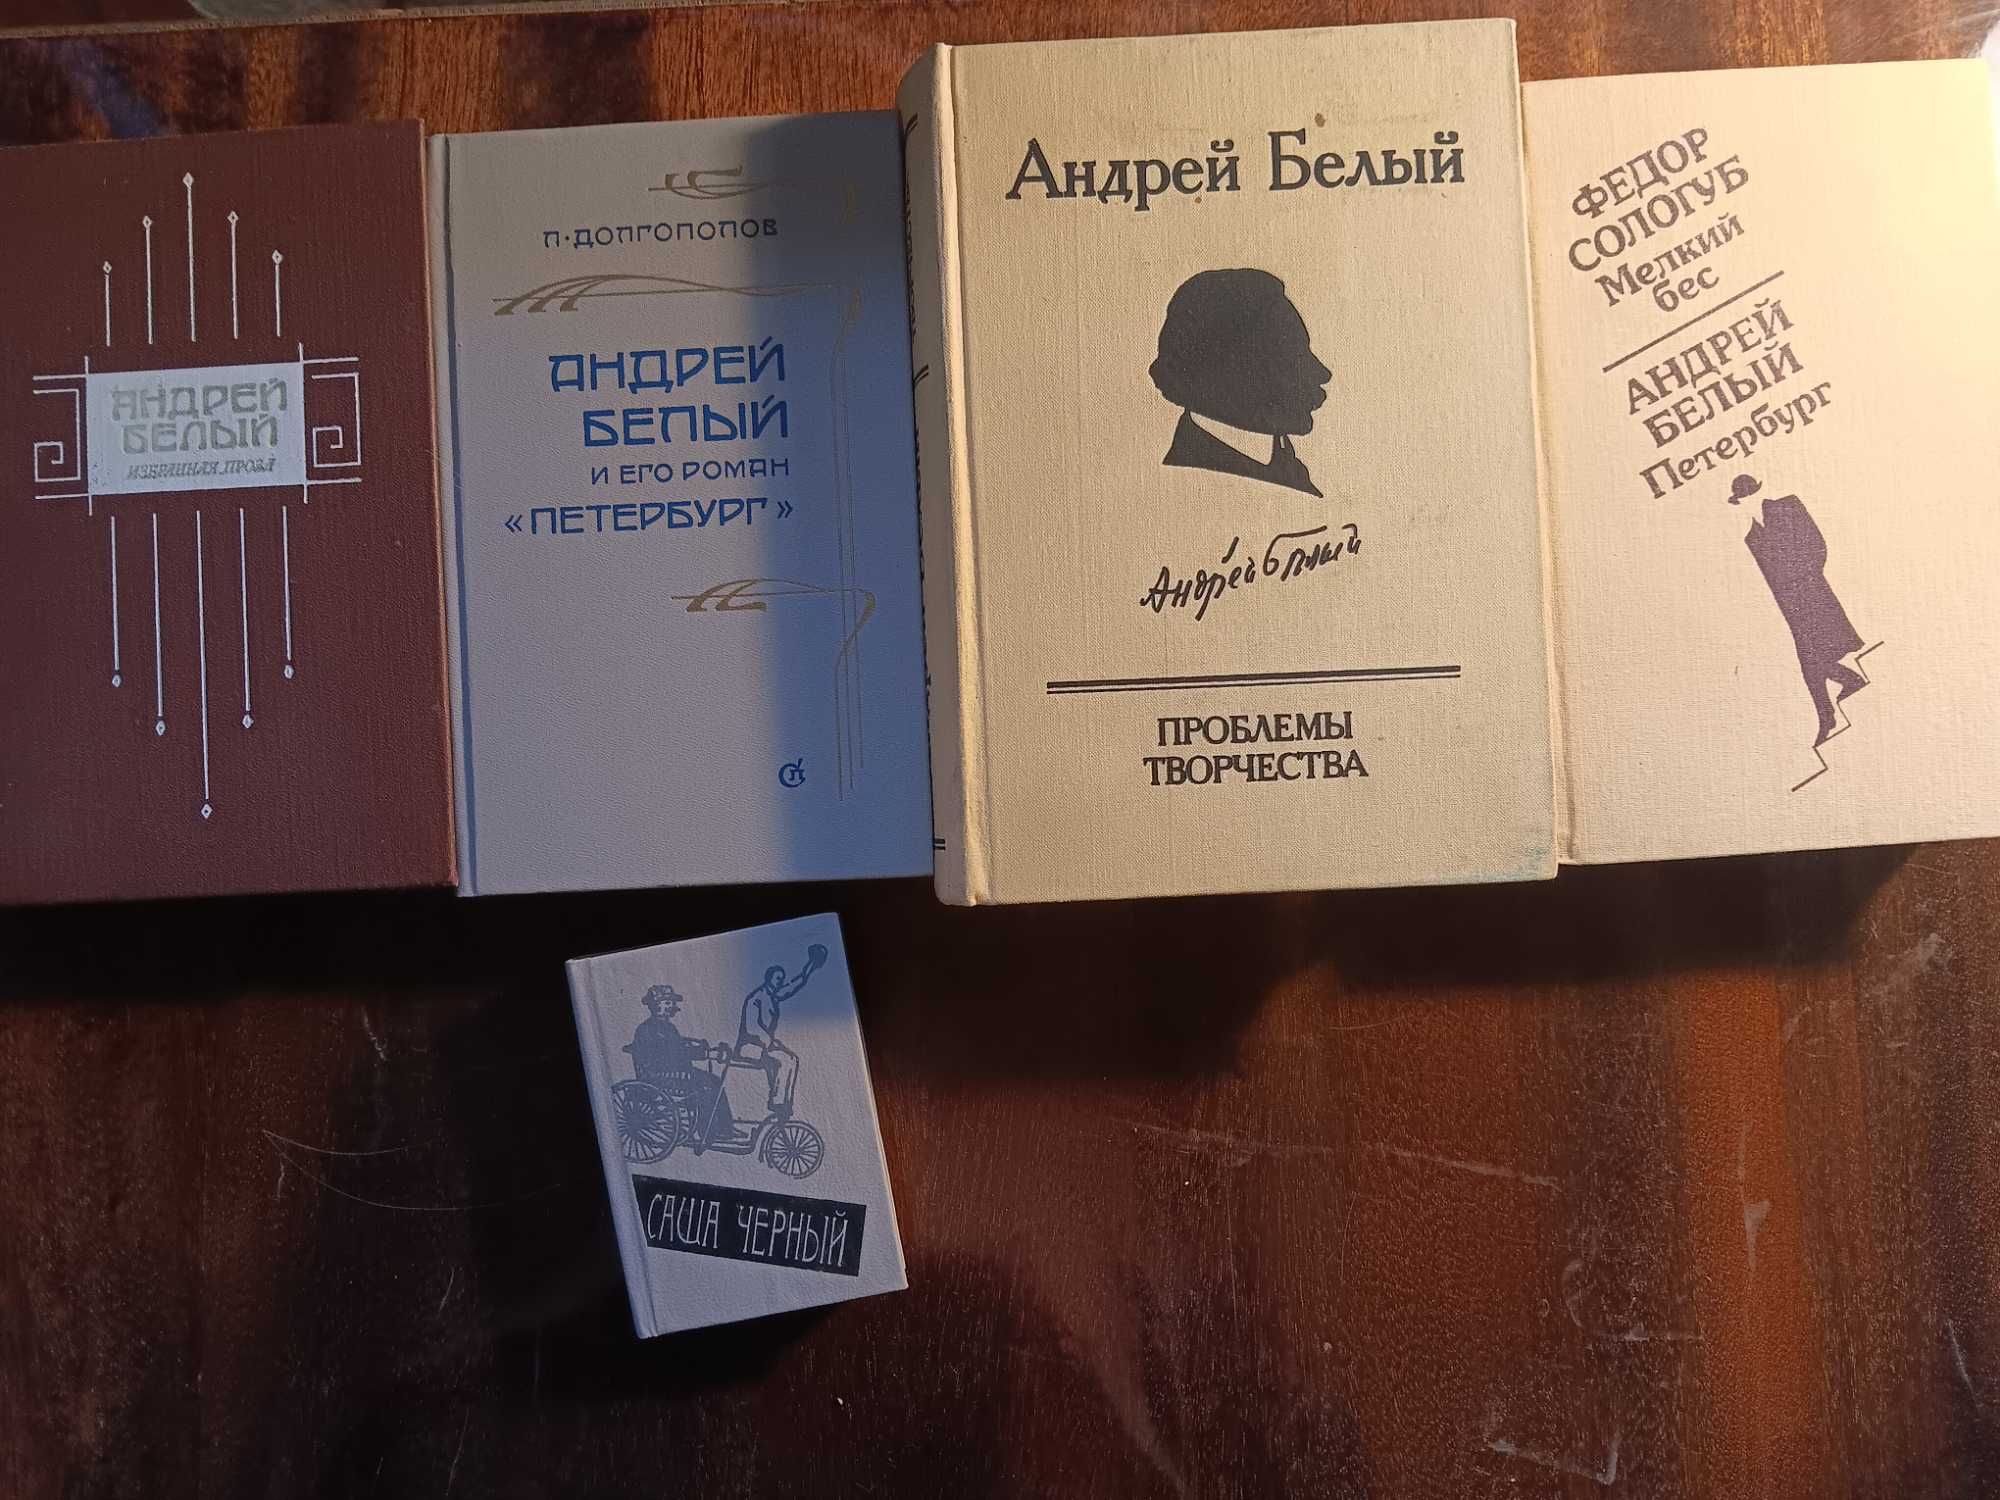 АНДРЕЙ
БЕЛЫЙ
ИЗБРАННАЯ ПРОЗА
Л·ДОЛГОПОЛОВ
АНДРЕЙ
БЕЛЫЙ
И ЕГО РОМАН
«ПЕТЕРБУРГ»
Андрей Белый
Андрей Белый
ПРОБЛЕМЫ
ТВОРЧЕСТВА
ФЕДОР
СОЛОГУБ
Мелкий
бес
АНДРЕЙ
БЕЛЫЙ
Петербург
САША ЧЕРНЫЙ